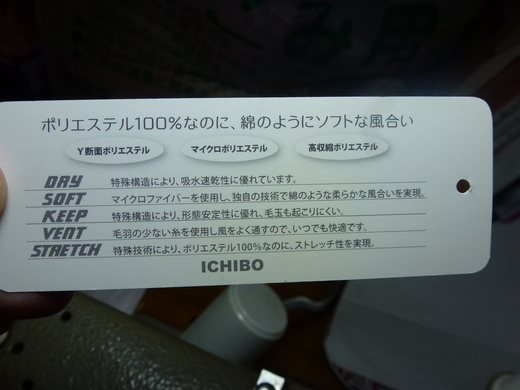 み用
ポリエステル100%なのに、綿のようにソフトな風合い
Y断面ポリエステル マイクロポリエステル 高収綿ポリエステル
DRY 特殊構造により、吸水速乾性に優れています。
SOFT マイクロファイバーを使用し、独自の技術で綿のような柔らかな風合いを実現。
KEEP 特殊構造により、形態安定性に優れ、毛玉も起こりにくい。
VENT 毛羽の少ない糸を使用し風をよく通すので、いつでも快適です。
STRETCH 特殊技術により、ポリエステル100%なのに、ストレッチ性を実現。
ICHIBO